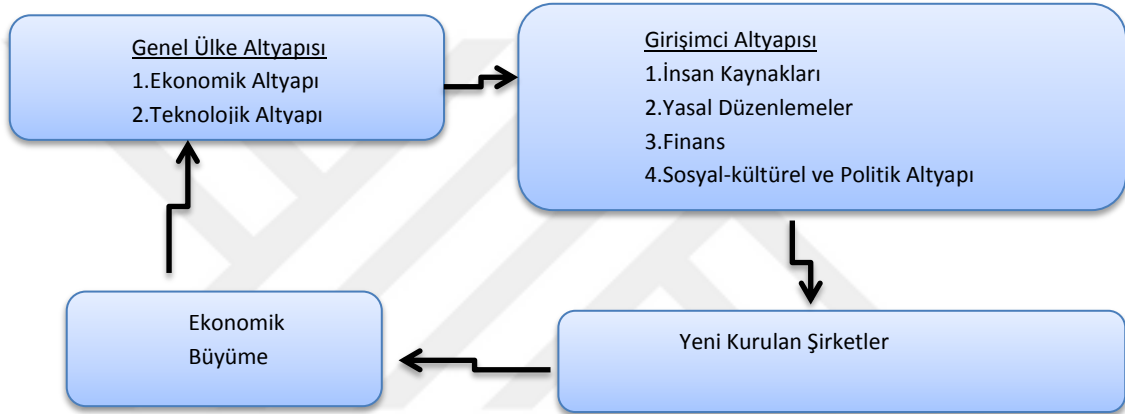 Genel Ülke Altyapısı
1.Ekonomik Altyapı
2.Teknolojik Altyapı
Girişimci Altyapısı
1.İnsan Kaynakları
2.Yasal Düzenlemeler
3.Finans
4.Sosyal-kültürel ve Politik Altyapı
Ekonomik
Büyüme
Yeni Kurulan Şirketler